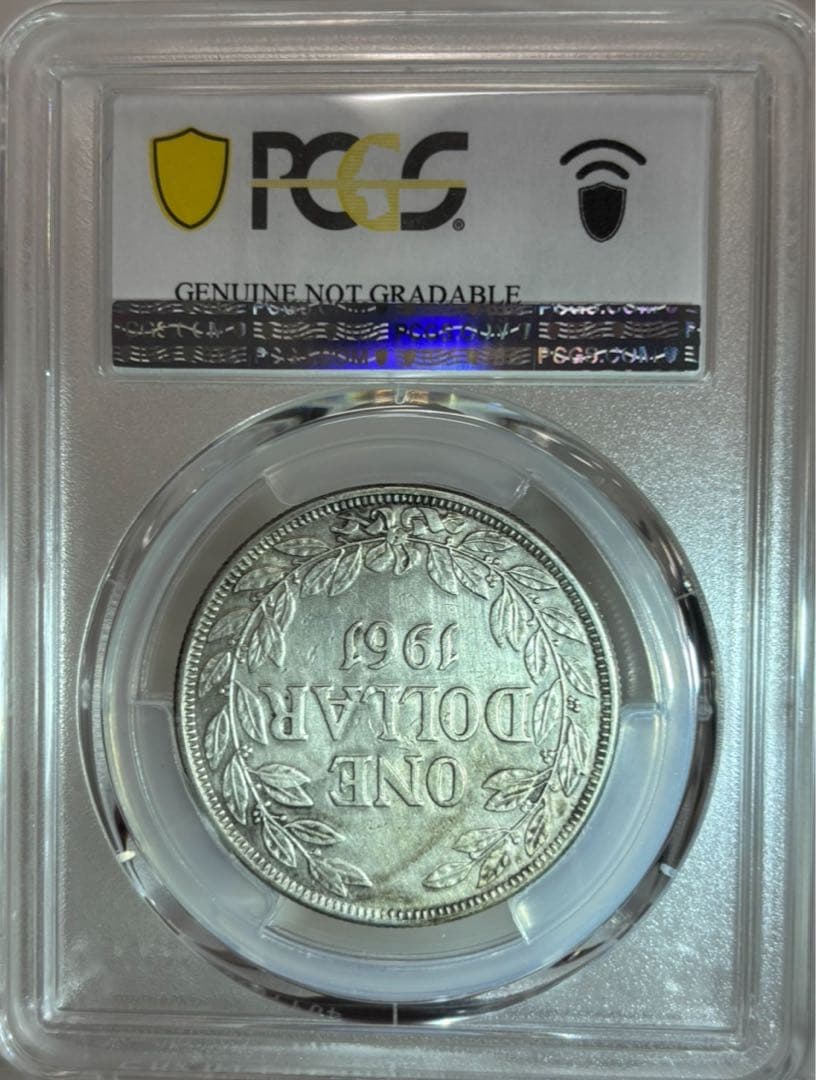 PCGS®
GENUINE NOT GRADABLE
ONE
DOLLAR
1961